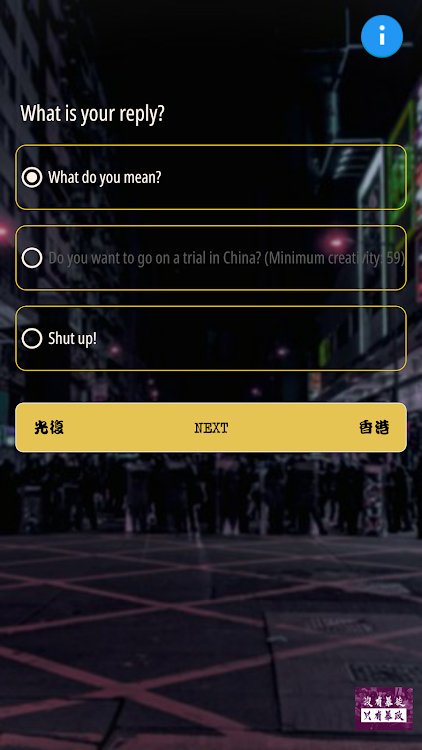 What is your reply?
What do you mean?
Do you want to go on a trial in China? (Minimum creativity: 59)
Shut up!
光復 NEXT 香港
沒有暴徒
只有暴政